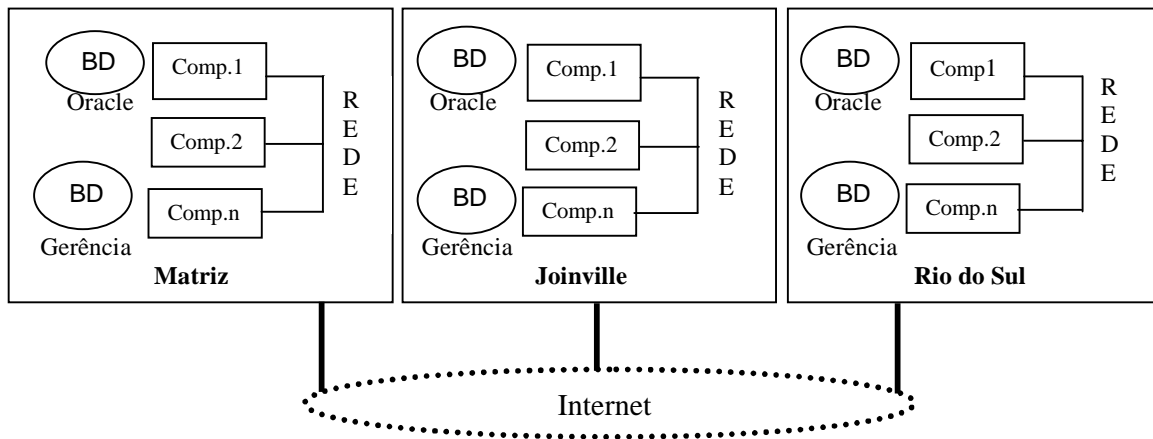 BD
Comp.1
Oracle
Comp.2
BD
Comp.n
Gerência
R
E
D
E
Matriz
BD
Comp.1
Oracle
Comp.2
BD
Comp.n
Gerência
R
E
D
E
Joinville
BD
Comp1
Oracle
Comp.2
BD
Comp.n
Gerência
R
E
D
E
Rio do Sul
Internet